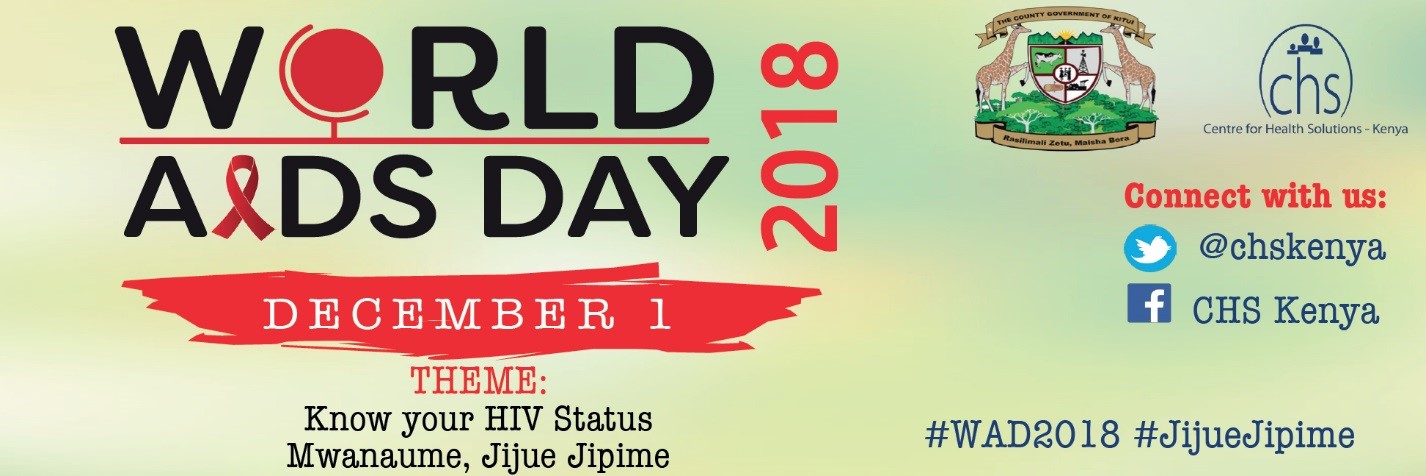 WORLD
AIDS DAY
2018
DECEMBER 1
THEME:
Know your HIV Status
Mwanaume, Jijue Jipime
THE COUNTY GOVERNMENT OF KITUI
Rasilimali Zetu, Maisha Bora
chs
Centre for Health Solutions - Kenya
Connect with us:
@chskenya
f CHS Kenya
#WAD2018 #JijueJipime